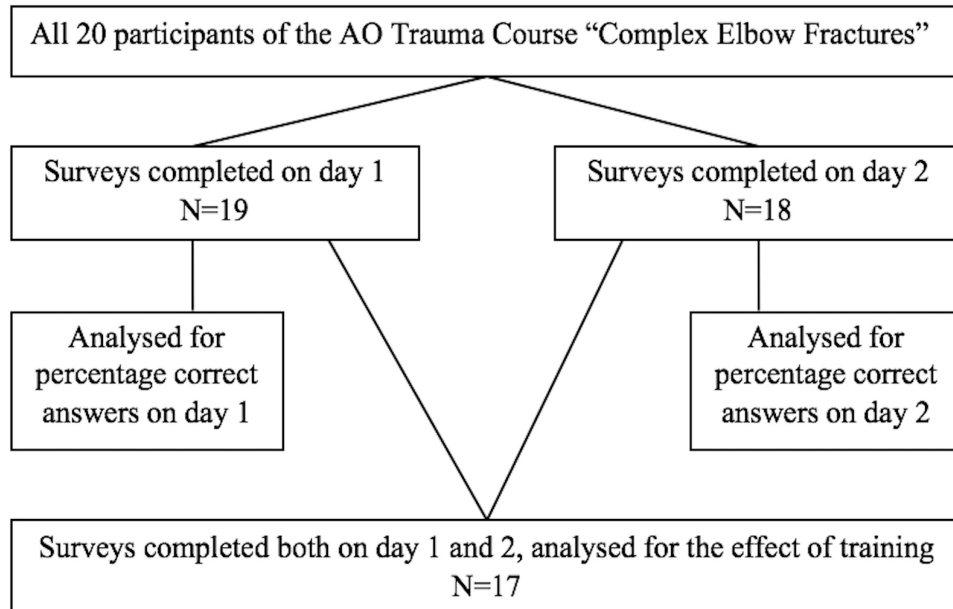 All 20 participants of the AO Trauma Course “Complex Elbow Fractures”
Surveys completed on day 1
N=19
Surveys completed on day 2
N=18
Analysed for
percentage correct
answers on day 1
Analysed for
percentage correct
answers on day 2
Surveys completed both on day 1 and 2, analysed for the effect of training
N=17